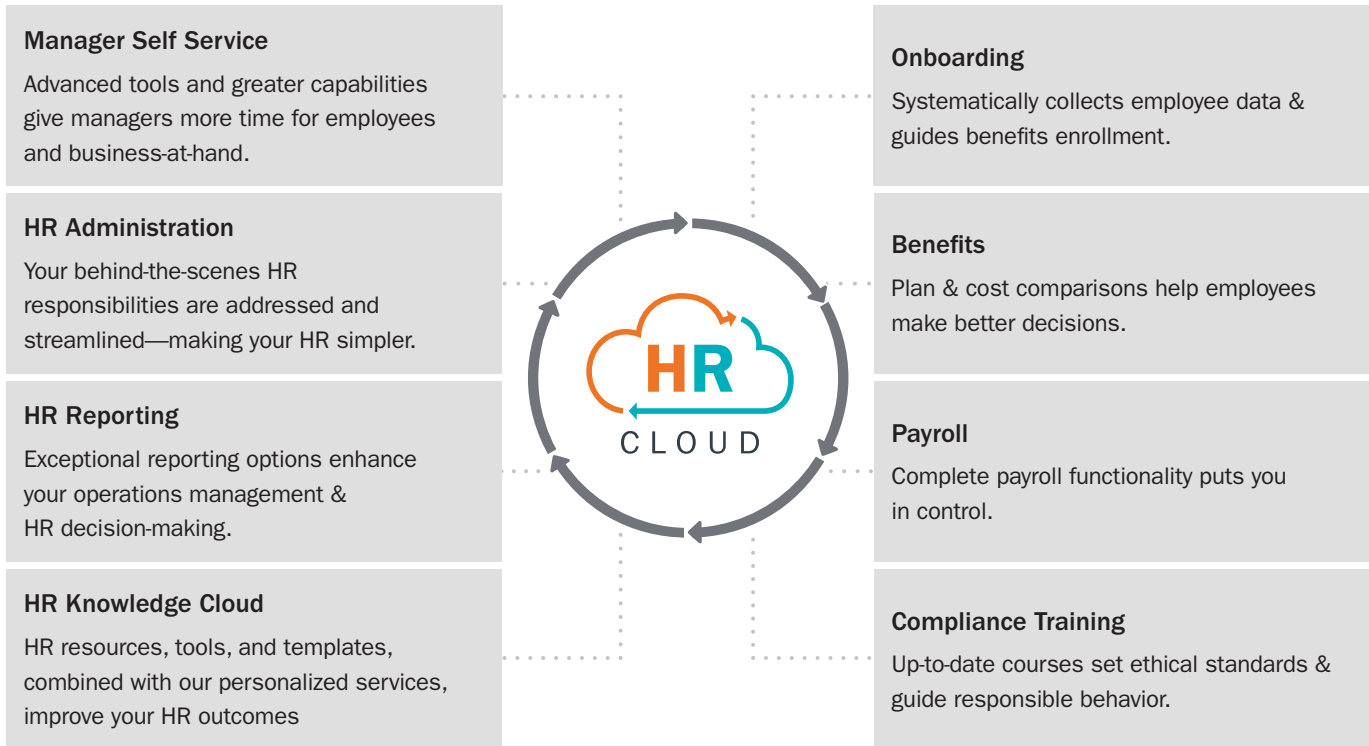 Manager Self Service
Advanced tools and greater capabilities
give managers more time for employees
and business-at-hand.
HR Administration
Your behind-the-scenes HR
responsibilities are addressed and
streamlined—making your HR simpler.
HR Reporting
Exceptional reporting options enhance
your operations management &
HR decision-making.
HR Knowledge Cloud
HR resources, tools, and templates,
combined with our personalized services,
improve your HR outcomes
HR
CLOUD
Onboarding
Systematically collects employee data &
guides benefits enrollment.
Benefits
Plan & cost comparisons help employees
make better decisions.
Payroll
Complete payroll functionality puts you
in control.
Compliance Training
Up-to-date courses set ethical standards &
guide responsible behavior.